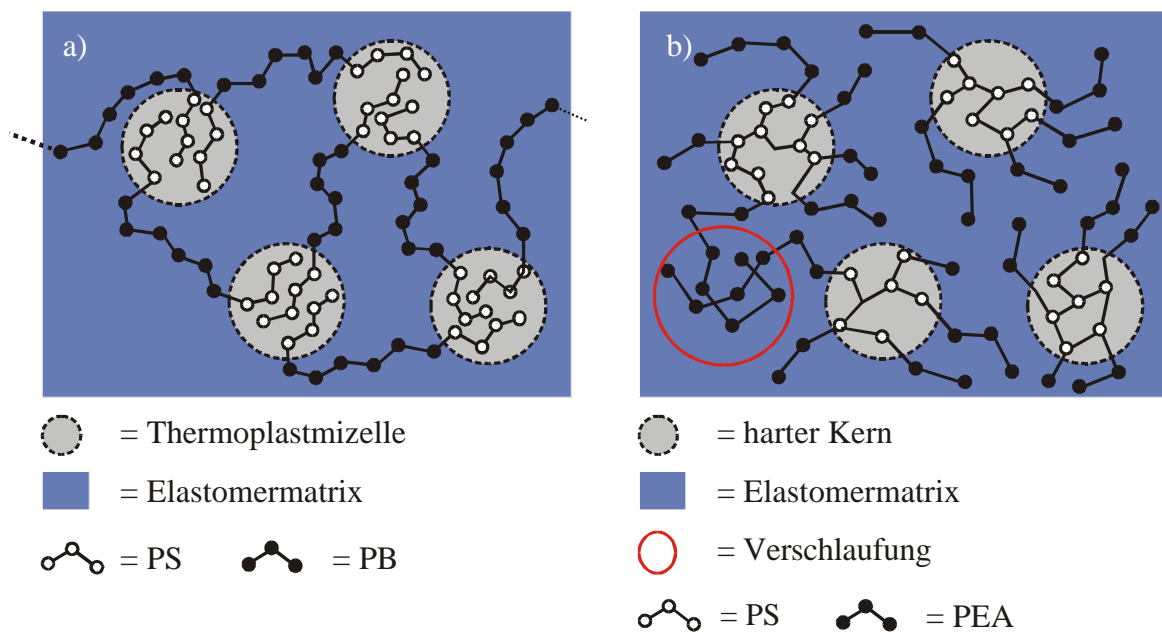 a)
= Thermoplastmizelle
= Elastomermatrix
= PS = PB
b)
= harter Kern
= Elastomermatrix
= Verschlaufung
= PS = PEA